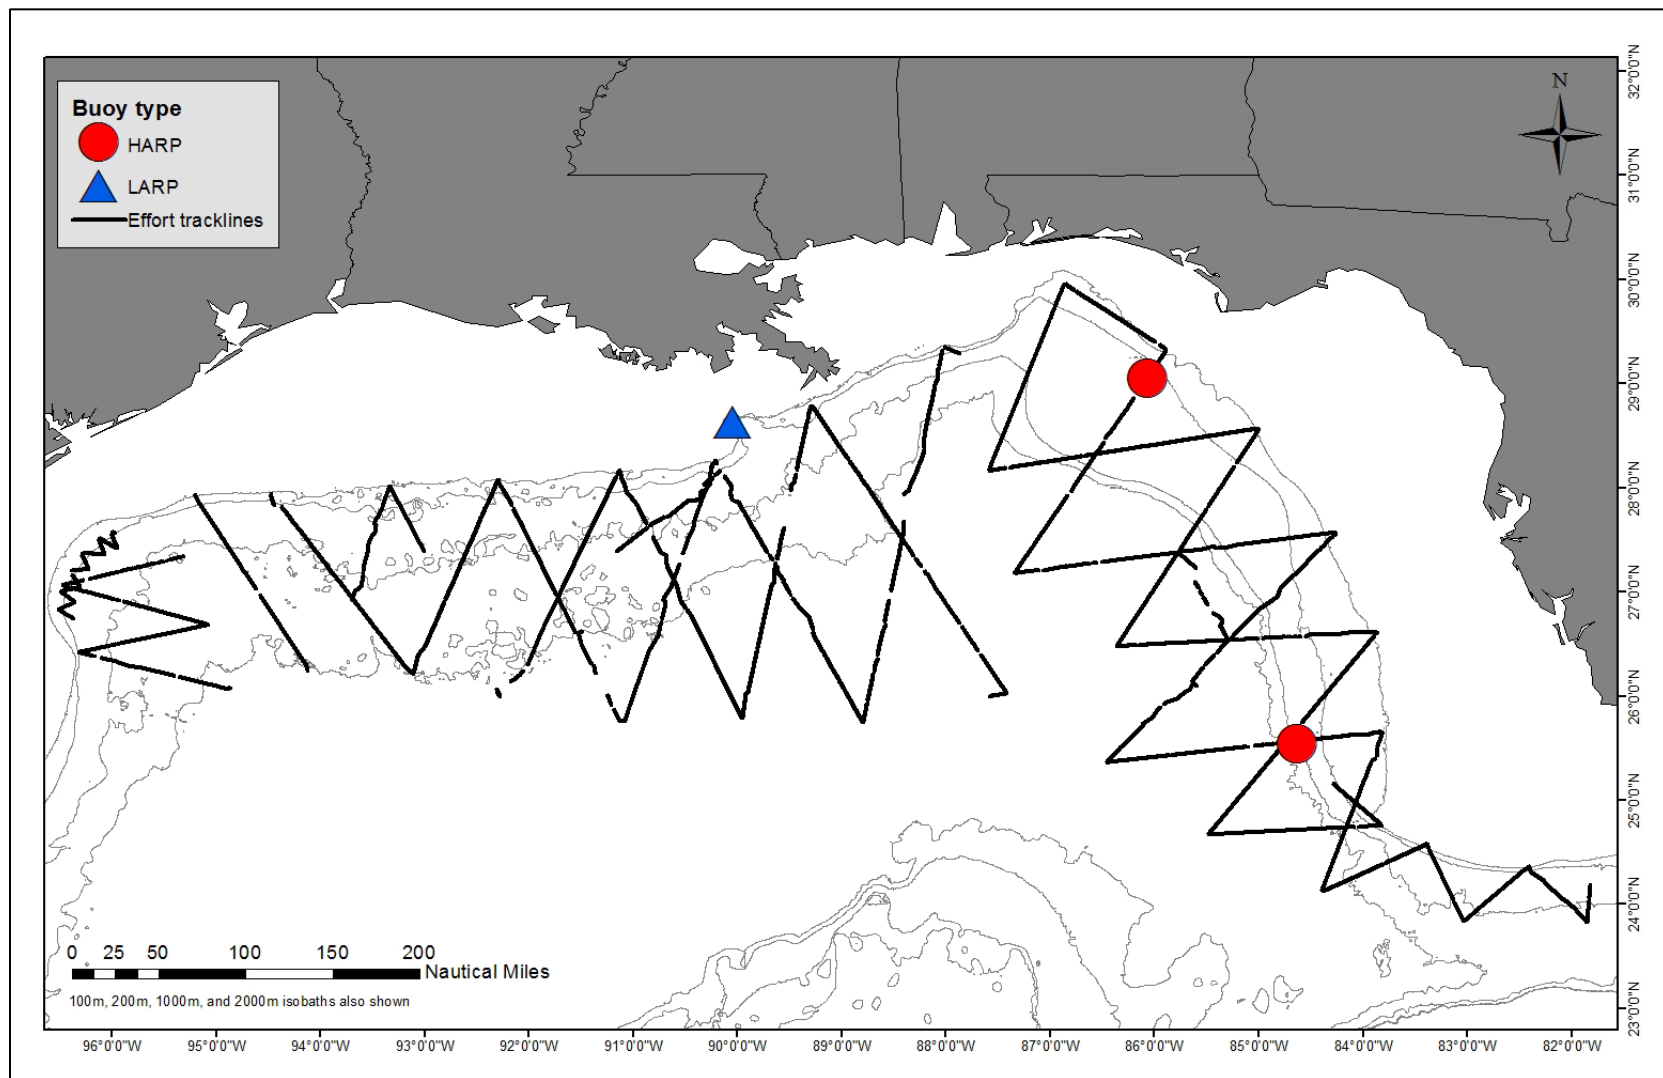 Buoy type
HARP
LARP
Effort tracklines
N
32°0'0"N
31°0'0"N
30°0'0"N
29°0'0"N
28°0'0"N
27°0'0"N
26°0'0"N
25°0'0"N
24°0'0"N
23°0'0"N
0 25 50 100 150 200
Nautical Miles
100m, 200m, 1000m, and 2000m isobaths also shown
96°0'0"W 95°0'0"W 94°0'0"W 93°0'0"W 92°0'0"W 91°0'0"W 90°0'0"W 89°0'0"W 88°0'0"W 87°0'0"W 86°0'0"W 85°0'0"W 84°0'0"W 83°0'0"W 82°0'0"W